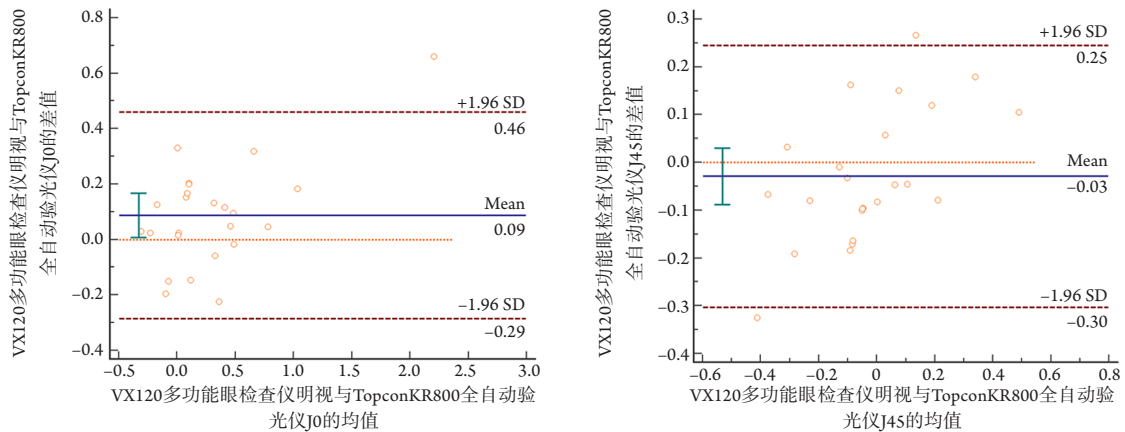 VX120多功能眼检查仪明视与TopconKR800
全自动验光仪J0的差值
0.8
0.6
0.4
0.2
0.0
−0.2
−0.4
+1.96 SD
0.46
Mean
0.09
−1.96 SD
−0.29
−0.5 0.0 0.5 1.0 1.5 2.0 2.5 3.0
VX120多功能眼检查仪明视与TopconKR800全自动验
光仪J0的均值
VX120多功能眼检查仪明视与TopconKR800
全自动验光仪J45的差值
0.3
0.2
0.1
0.0
−0.1
−0.2
−0.3
−0.4
+1.96 SD
0.25
Mean
−0.03
−1.96 SD
−0.30
−0.6 −0.4 −0.2 0 0.2 0.4 0.6 0.8
VX120多功能眼检查仪明视与TopconKR800全自动验
光仪J45的均值